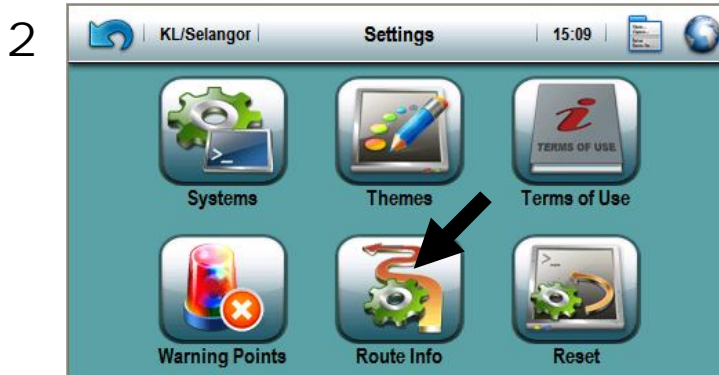 2
KL/Selangor Settings 15:09
TERMS OF USE
Systems Themes Terms of Use
Warning Points Route Info Reset